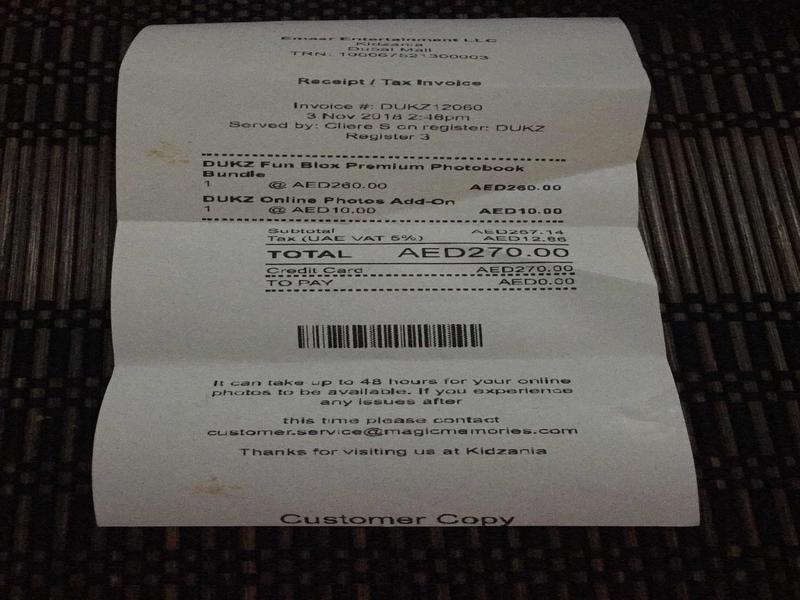 Emaar Entertainment LLC
Kidzania
Dubai Mall
TRN: 100067521300003
Receipt / Tax Invoice
Invoice #: DUKZ12060
3 Nov 2018 2:46pm
Served by: Cliere S on register: DUKZ
Register 3
DUKZ Fun Blox Premium Photobook
Bundle
1 @ AED260.00 AED260.00
DUKZ Online Photos Add-On
1 @ AED10.00 AED10.00
Subtotal AED257.14
Tax (UAE VAT 5%) AED12.86
TOTAL AED270.00
Credit Card AED270.00
TO PAY AED0.00
It can take up to 48 hours for your online
photos to be available. If you experience
any issues after
this time please contact
customer.service@magicmemories.com
Thanks for visiting us at Kidzania
Customer Copy